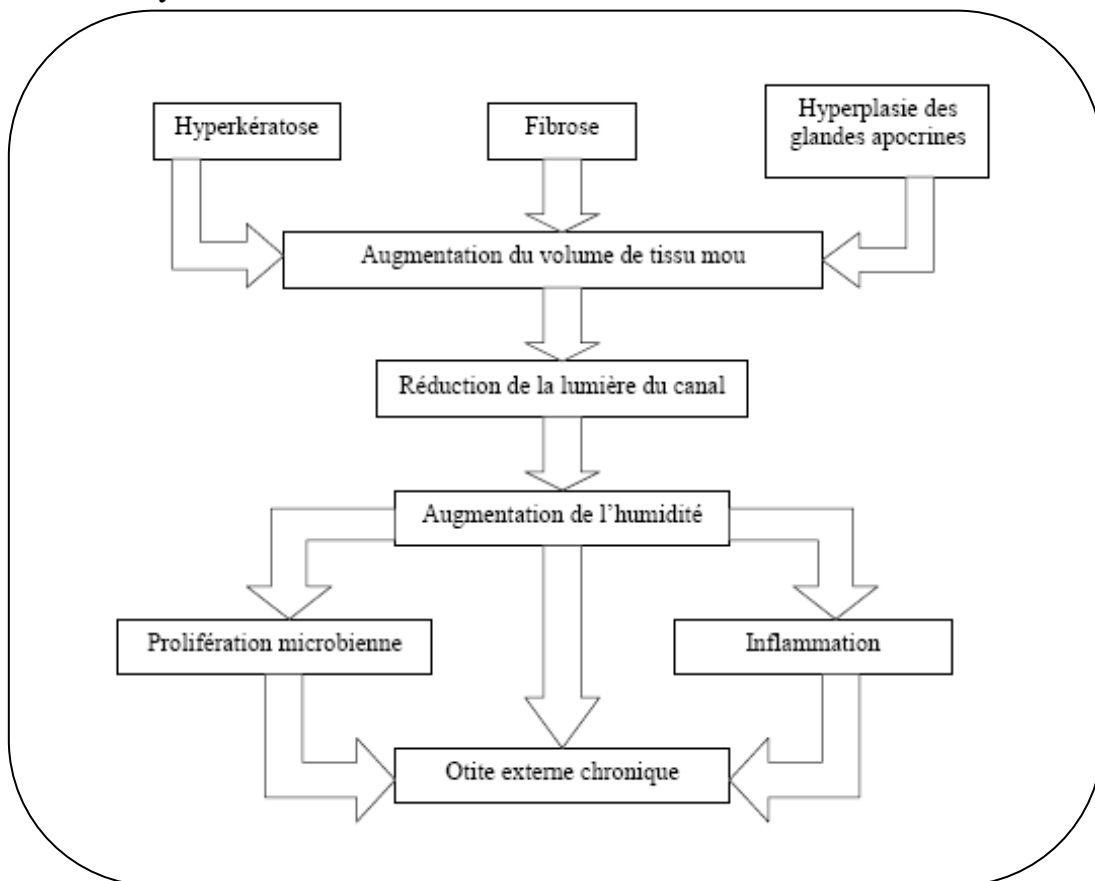 Hyperkératose
Fibrose
Hyperplasie des
glandes apocrines
Augmentation du volume de tissu mou
Réduction de la lumière du canal
Augmentation de l'humidité
Prolifération microbienne
Inflammation
Otite externe chronique